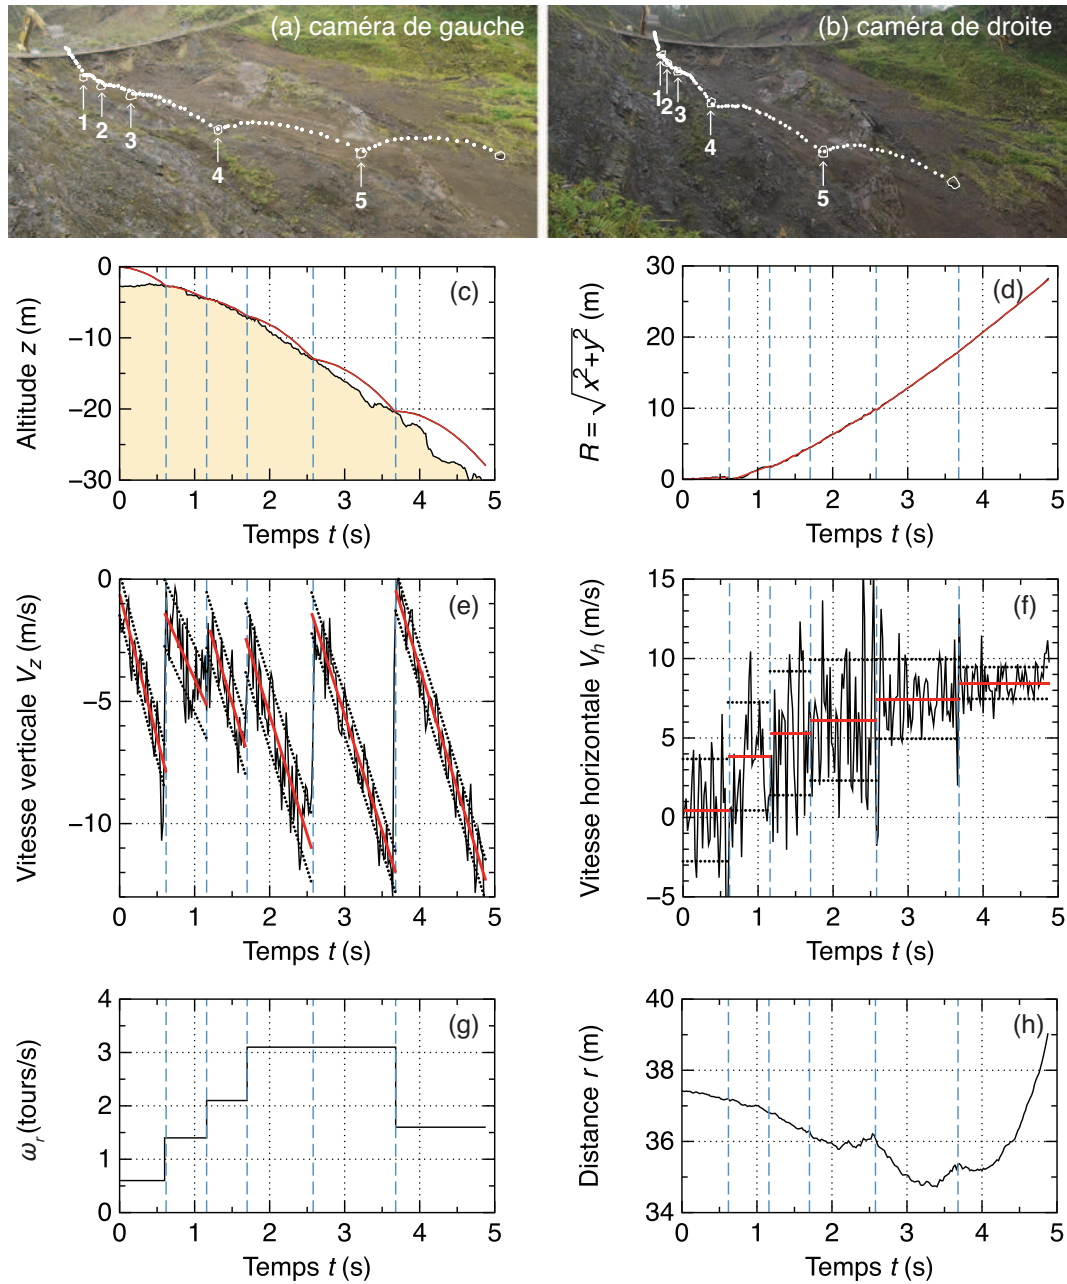 (a) caméra de gauche
1
2
3
4
5
(b) caméra de droite
1
2
3
4
5
(c)
Altitude z (m)
0
−10
−20
−30
0 1 2 3 4 5
Temps t (s)
(d)
R = √x²+y² (m)
30
20
10
0
0 1 2 3 4 5
Temps t (s)
(e)
Vitesse verticale Vz (m/s)
0
−5
−10
0 1 2 3 4 5
Temps t (s)
(f)
Vitesse horizontale Vh (m/s)
15
10
5
0
−5
0 1 2 3 4 5
Temps t (s)
(g)
ωr (tours/s)
4
3
2
1
0
0 1 2 3 4 5
Temps t (s)
(h)
Distance r (m)
40
38
36
34
0 1 2 3 4 5
Temps t (s)